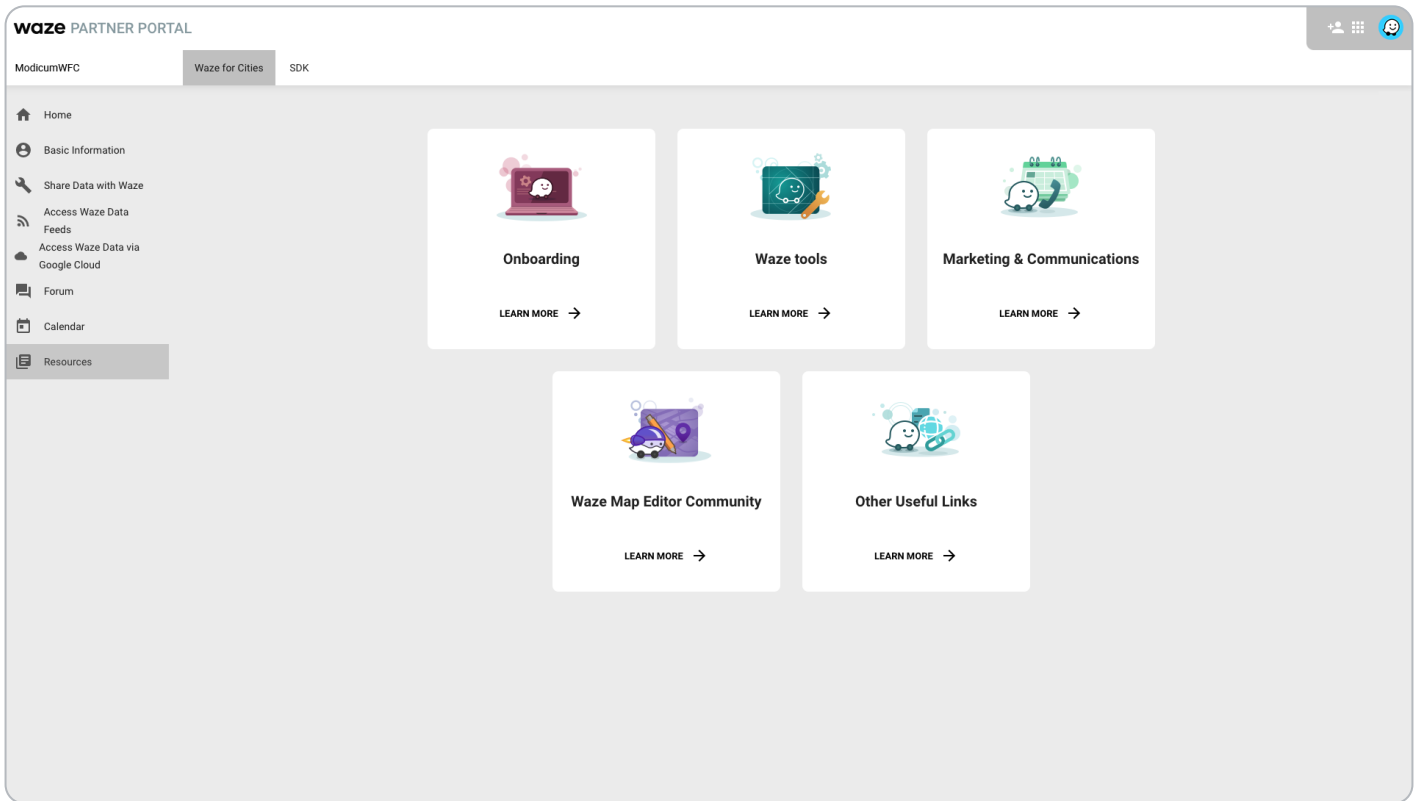 waze PARTNER PORTAL
ModicumWFC
Waze for Cities
SDK
Home
Basic Information
Share Data with Waze
Access Waze Data
Feeds
Access Waze Data via
Google Cloud
Forum
Calendar
Resources
Onboarding
LEARN MORE
Waze tools
LEARN MORE
Marketing & Communications
LEARN MORE
Waze Map Editor Community
LEARN MORE
Other Useful Links
LEARN MORE